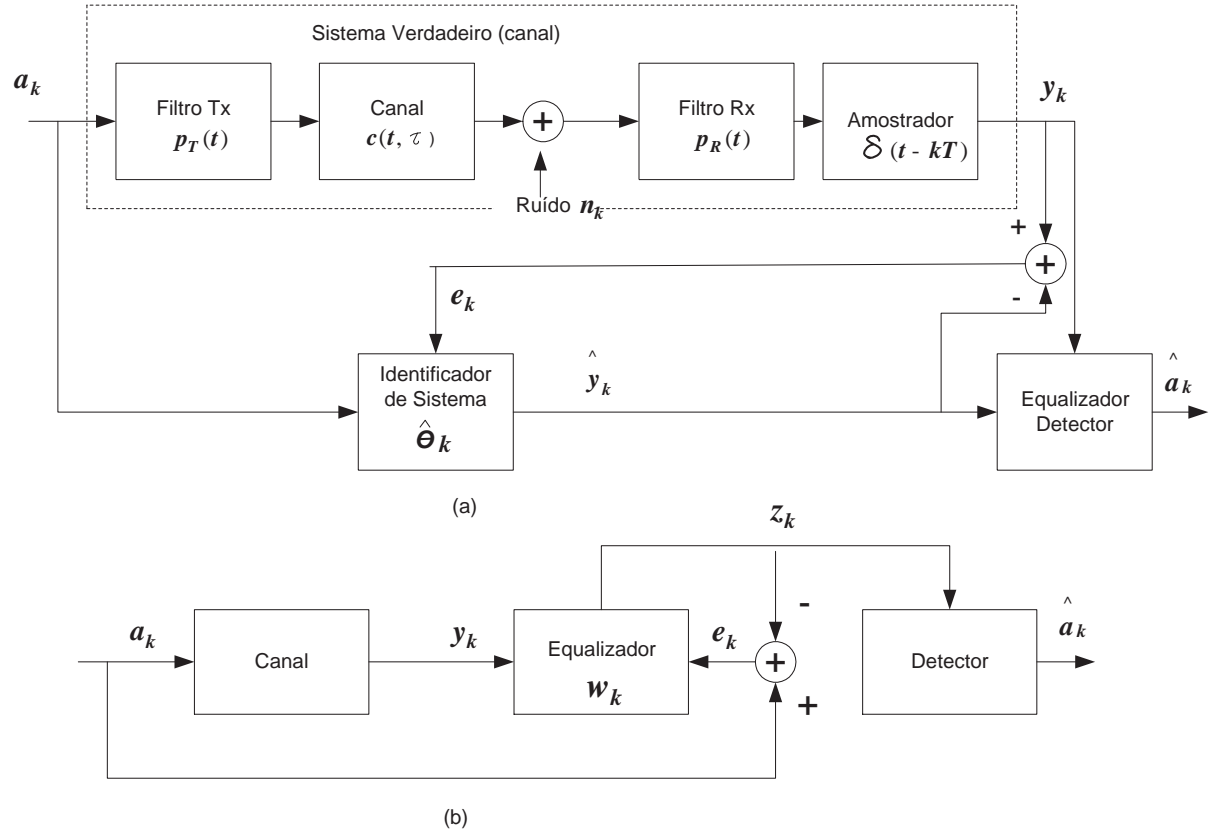 Sistema Verdadeiro (canal)
a_k
Filtro Tx
p_T(t)
Canal
c(t, τ)
+
Filtro Rx
p_R(t)
Amostrador
δ(t - kT)
y_k
Ruído n_k
+
+
-
e_k
Identificador
de Sistema
θ̂_k
ŷ_k
Equalizador
Detector
â_k
(a)
z_k
a_k
Canal
y_k
Equalizador
w_k
e_k
-
+
+
Detector
â_k
(b)